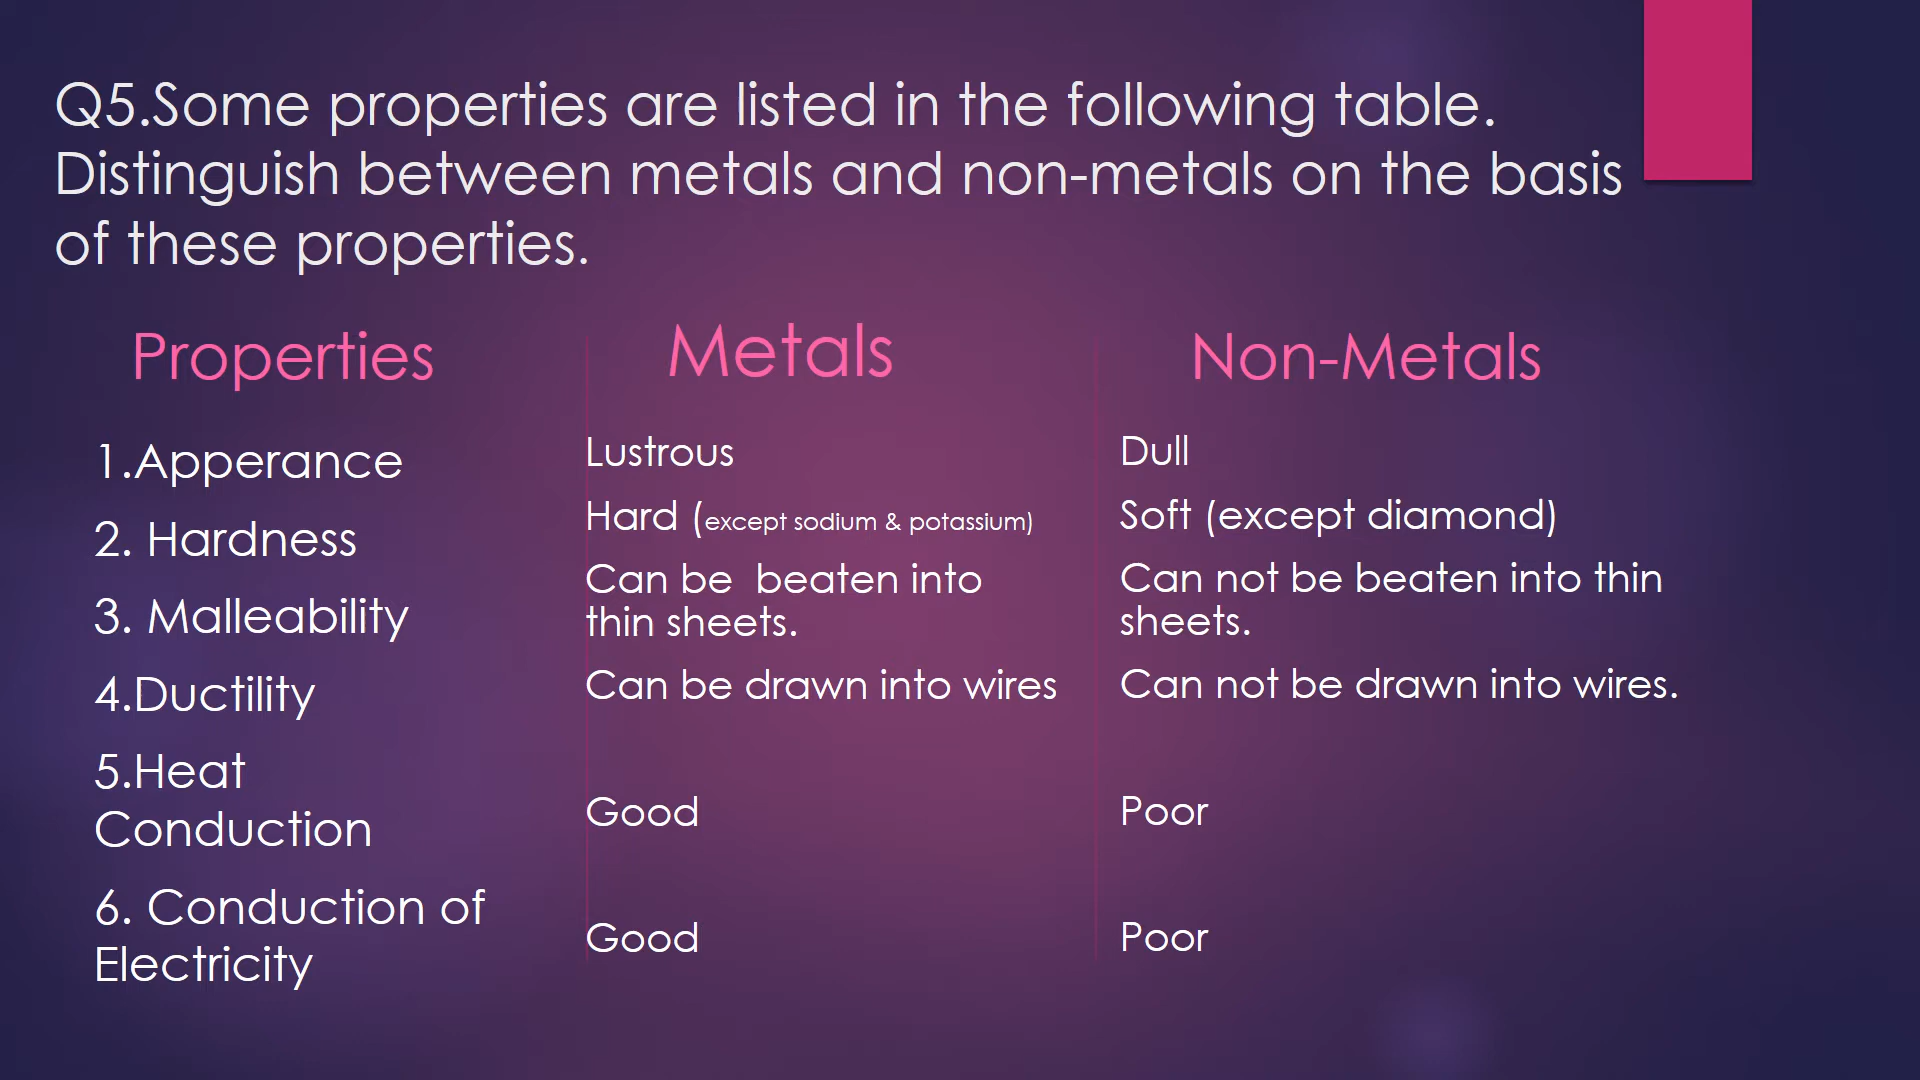 Q5.Some properties are listed in the following table.
Distinguish between metals and non-metals on the basis
of these properties.
Properties
1.Apperance
2. Hardness
3. Malleability
4.Ductility
5.Heat
Conduction
6. Conduction of
Electricity
Metals
Lustrous
Hard (except sodium & potassium)
Can be  beaten into
thin sheets.
Can be drawn into wires
Good
Good
Non-Metals
Dull
Soft (except diamond)
Can not be beaten into thin
sheets.
Can not be drawn into wires.
Poor
Poor